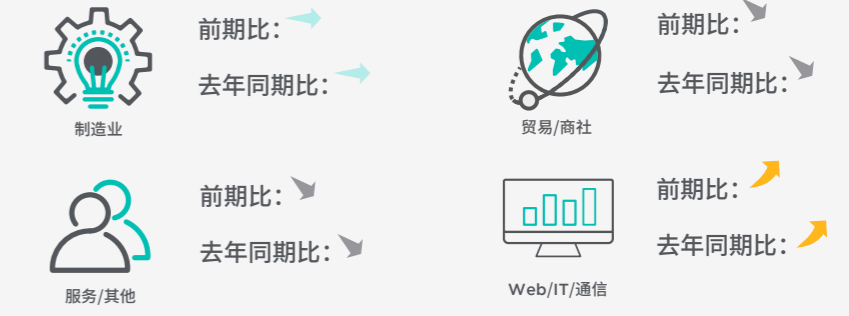 前期比：
去年同期比：
制造业
前期比：
去年同期比：
贸易/商社
前期比：
去年同期比：
服务/其他
前期比：
去年同期比：
Web/IT/通信